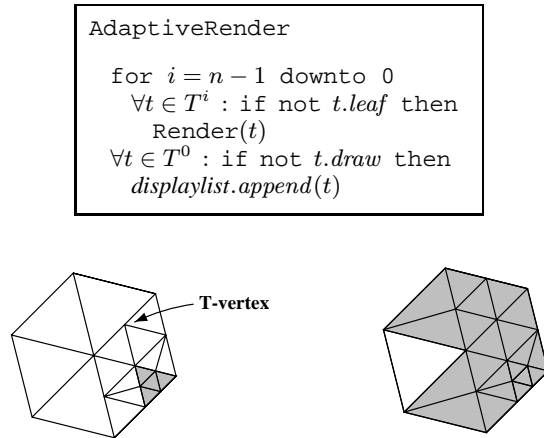 AdaptiveRender
for i = n − 1 downto 0
∀t ∈ T^i : if not t.leaf then
Render(t)
∀t ∈ T^0 : if not t.draw then
displaylist.append(t)
T-vertex